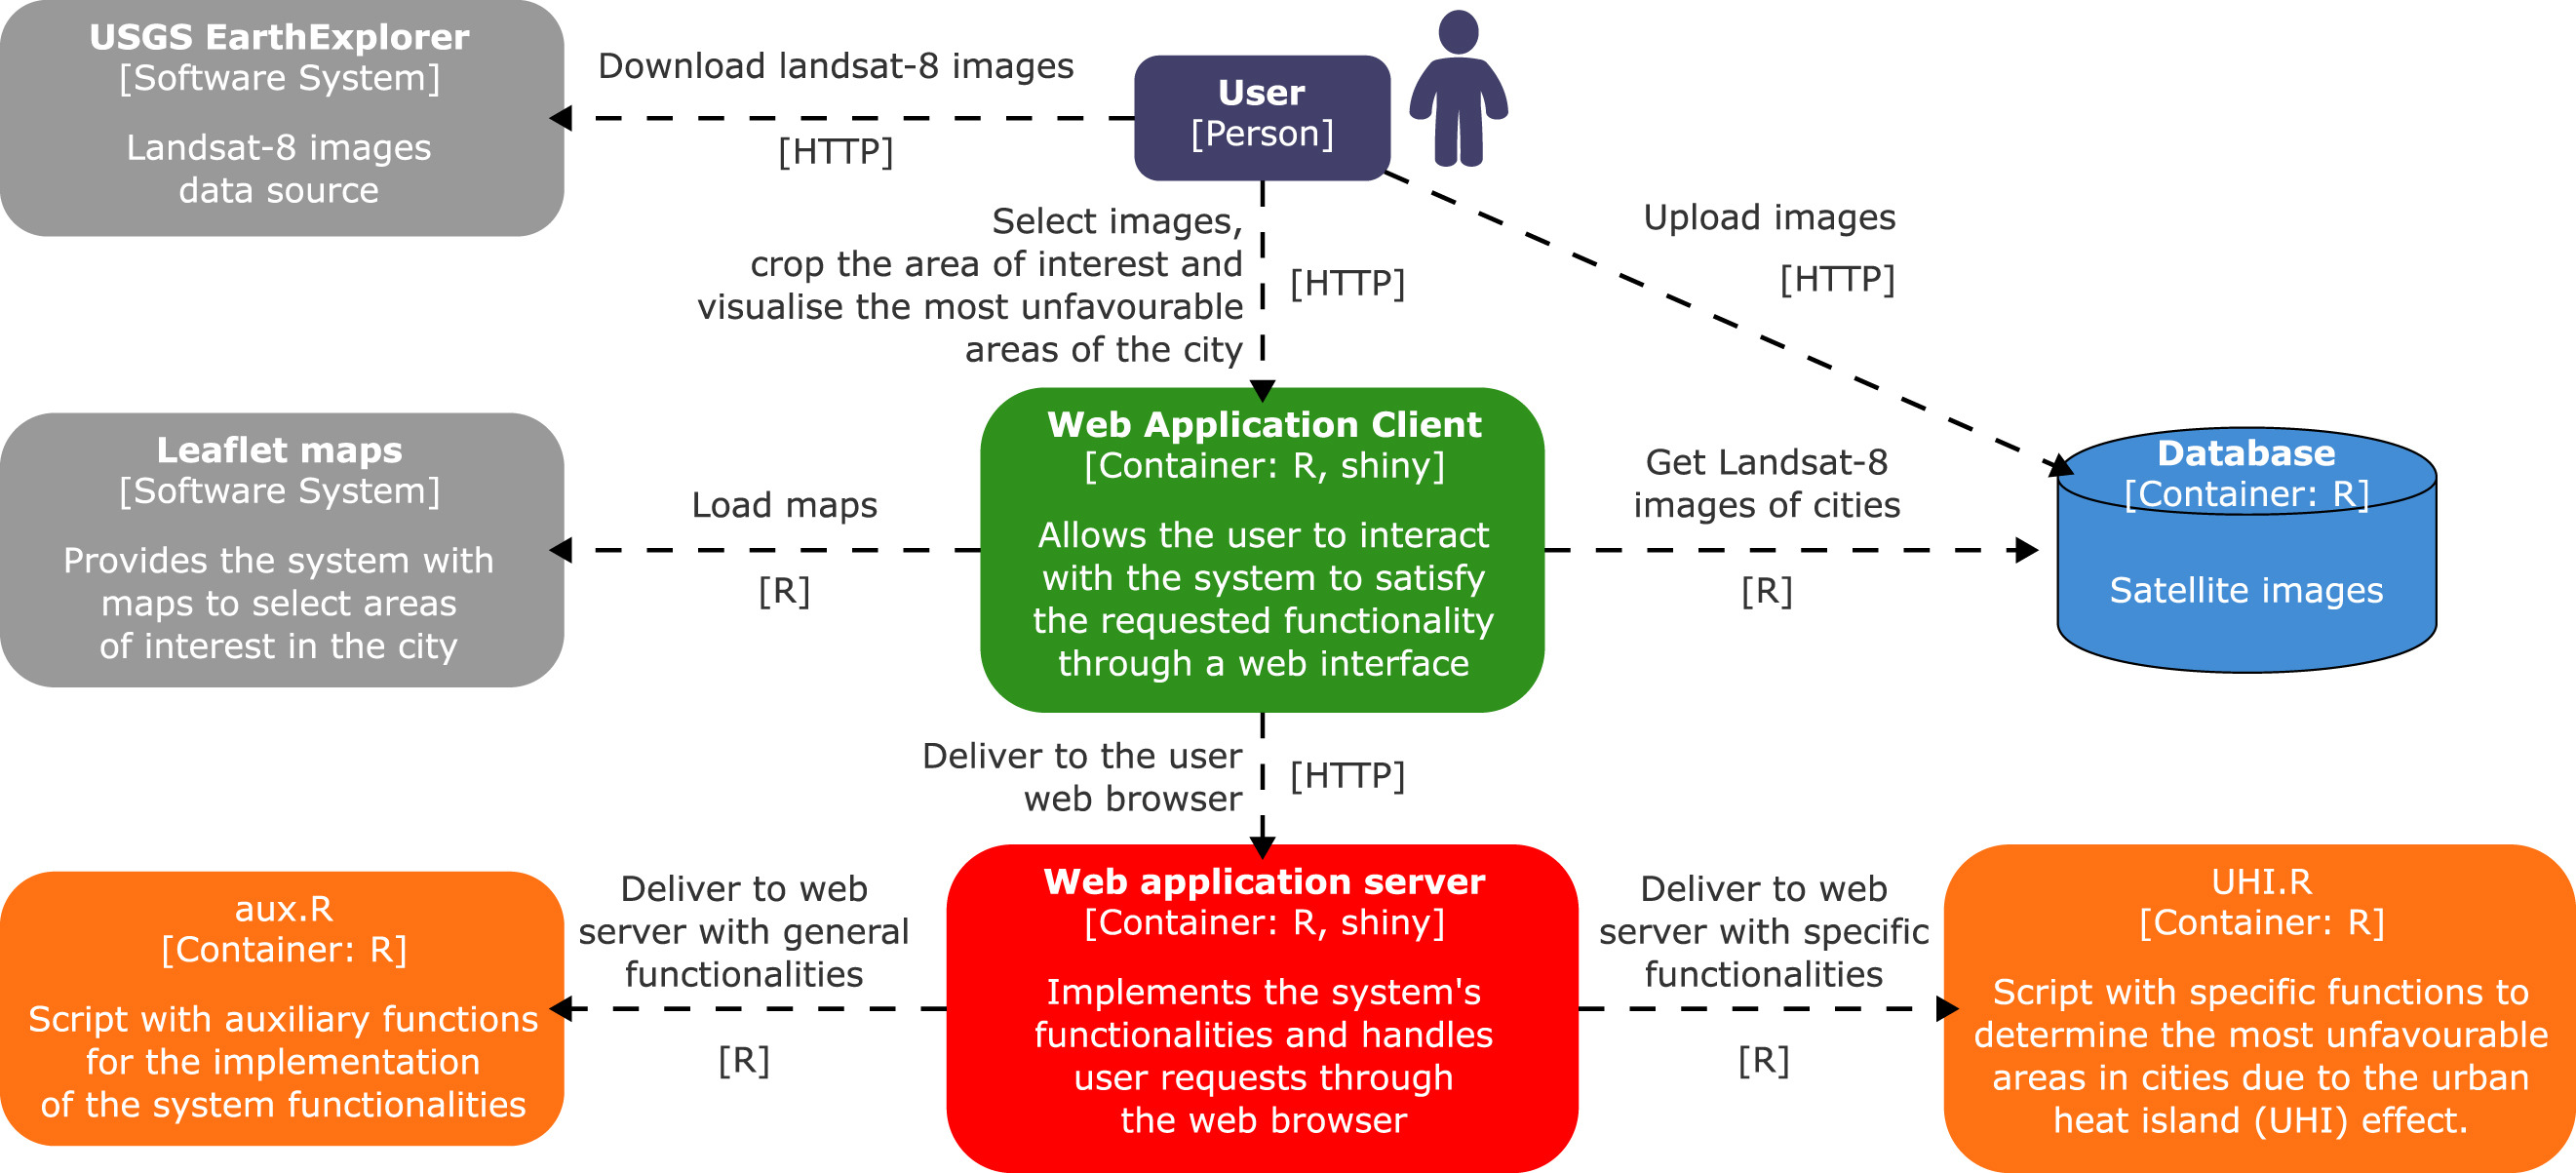 USGS EarthExplorer
[Software System]
Landsat-8 images
data source
Download landsat-8 images
[HTTP]
User
[Person]
Select images,
crop the area of interest and
visualise the most unfavourable
areas of the city
[HTTP]
Upload images
[HTTP]
Leaflet maps
[Software System]
Provides the system with
maps to select areas
of interest in the city
Load maps
[R]
Web Application Client
[Container: R, shiny]
Allows the user to interact
with the system to satisfy
the requested functionality
through a web interface
Get Landsat-8
images of cities
[R]
Database
[Container: R]
Satellite images
Deliver to the user
web browser
[HTTP]
aux.R
[Container: R]
Script with auxiliary functions
for the implementation
of the system functionalities
Deliver to web
server with general
functionalities
[R]
Web application server
[Container: R, shiny]
Implements the system's
functionalities and handles
user requests through
the web browser
Deliver to web
server with specific
functionalities
[R]
UHI.R
[Container: R]
Script with specific functions to
determine the most unfavourable
areas in cities due to the urban
heat island (UHI) effect.